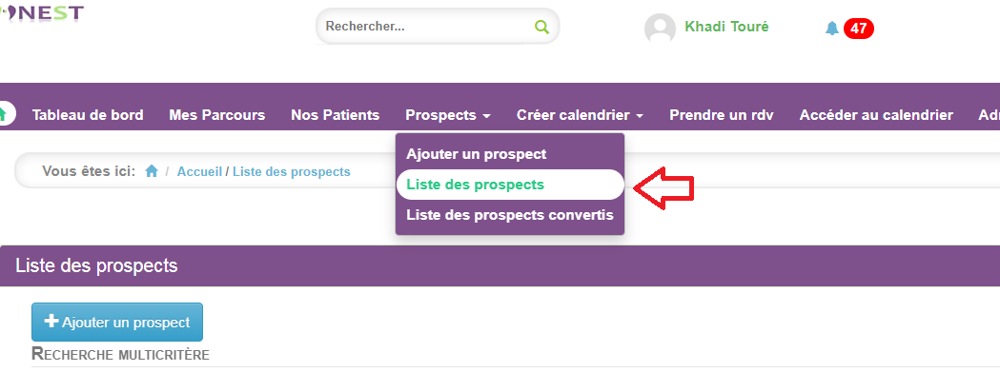 NEST
Rechercher...
Khadi Touré
47
Tableau de bord Mes Parcours Nos Patients Prospects Créer calendrier Prendre un rdv Accéder au calendrier
Ajouter un prospect
Vous êtes ici: / Accueil / Liste des prospects
Liste des prospects
Liste des prospects convertis
Liste des prospects
Ajouter un prospect
Recherche multicritère